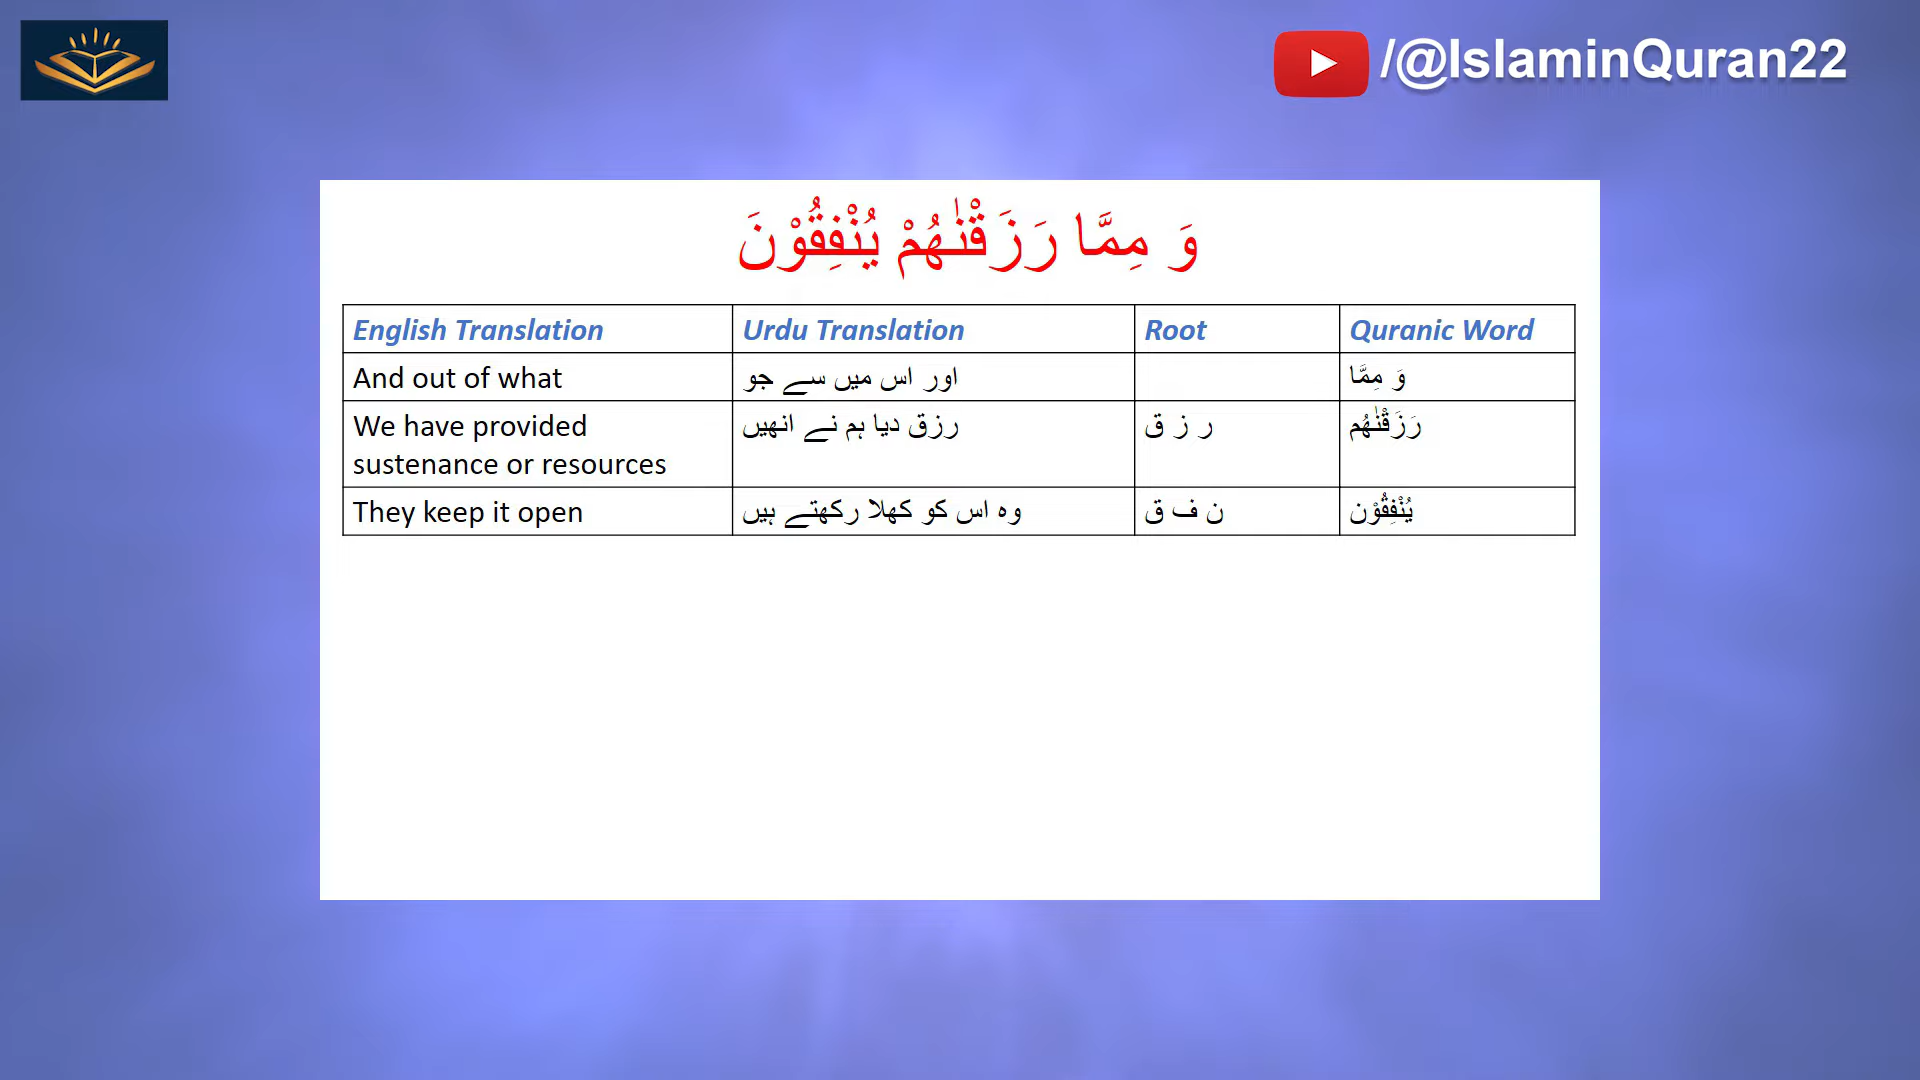 /@IslaminQuran22
وَ مِمَّا رَزَقْنٰهُمْ يُنْفِقُوْنَ
English Translation Urdu Translation Root Quranic Word
And out of what اور اس میں سے جو وَ مِمَّا
We have provided sustenance or resources رزق دیا ہم نے انھیں ر ز ق رَزَقْنٰهُم
They keep it open وہ اس کو کھلا رکھتے ہیں ن ف ق يُنْفِقُوْن